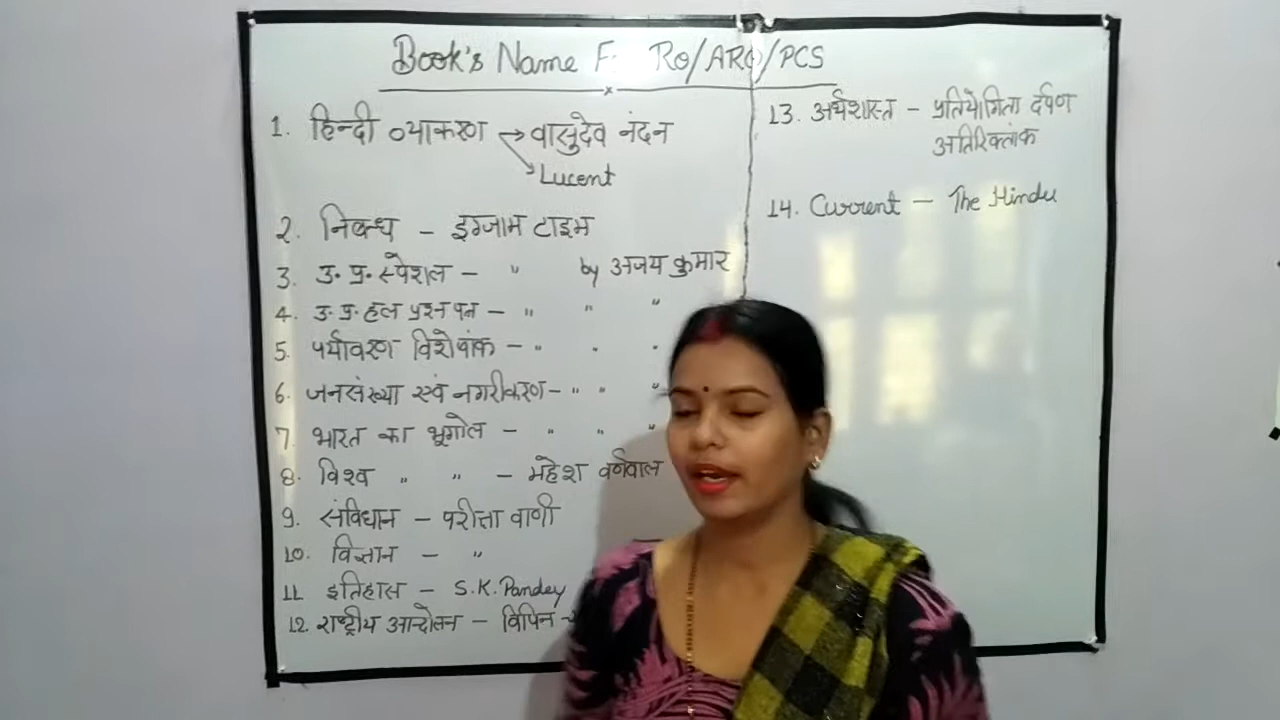 Book's Name F RO/ARO/PCS
1. हिन्दी व्याकरण → वासुदेव नंदन
→ Lucent
2. निबन्ध - इग्जाम टाइम
3. उ. प्र. स्पेशल - " by अजय कुमार
4. उ. प्र. हल प्रश्न पत्र - " " "
5. पर्यावरण विशेषांक - " " "
6. जनसंख्या एवं नगरीकरण - " " "
7. भारत का भूगोल - " " "
8. विश्व " " - महेश वर्णवाल
9. संविधान - परीक्षा वाणी
10. विज्ञान - "
11. इतिहास - S.K. Pandey
12. राष्ट्रीय आन्दोलन - विपिन
13. अर्थशास्त्र - प्रतियोगिता दर्पण
अतिरिक्तांक
14. Current - The Hindu